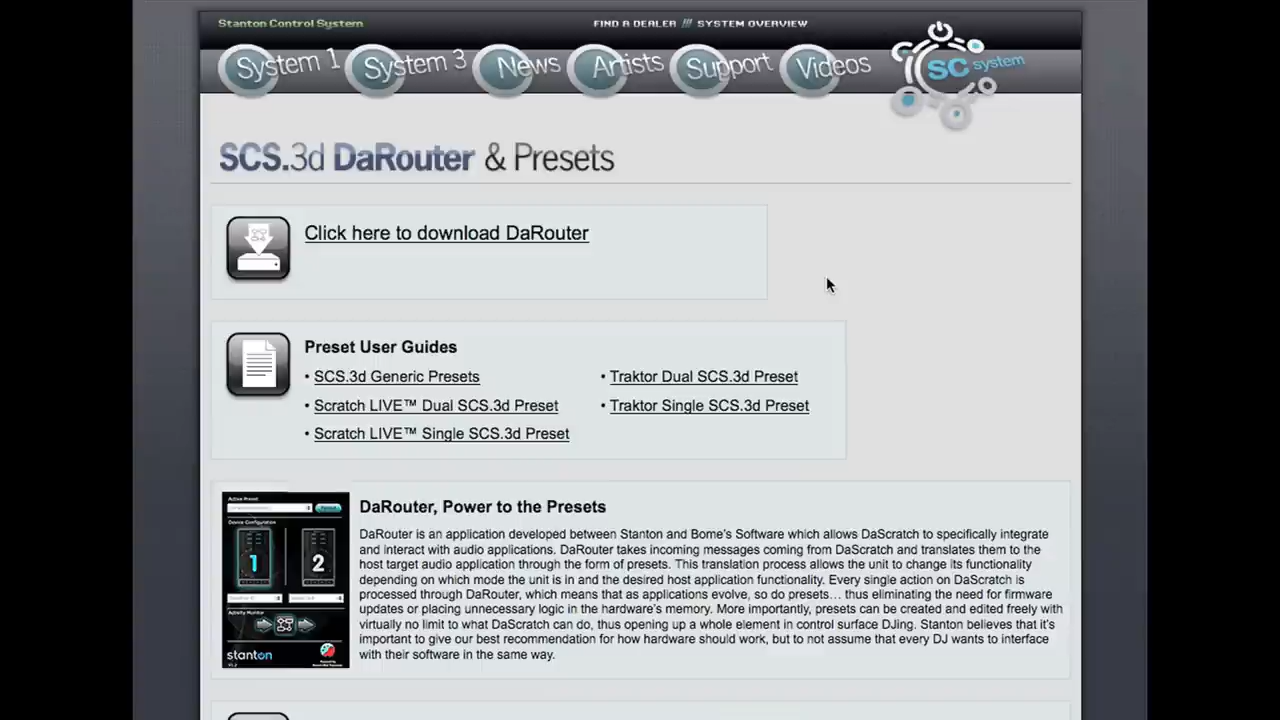 Stanton Control System
FIND A DEALER /// SYSTEM OVERVIEW
System 1 System 3 News Artists Support Videos SC system
SCS.3d DaRouter & Presets
Click here to download DaRouter
Preset User Guides
• SCS.3d Generic Presets
• Traktor Dual SCS.3d Preset
• Scratch LIVE™ Dual SCS.3d Preset
• Traktor Single SCS.3d Preset
• Scratch LIVE™ Single SCS.3d Preset
Active Preset
Device Configuration
1 2
Activity Monitor
stanton
DaRouter, Power to the Presets
DaRouter is an application developed between Stanton and Bome's Software which allows DaScratch to specifically integrate
and interact with audio applications. DaRouter takes incoming messages coming from DaScratch and translates them to the
host target audio application through the form of presets. This translation process allows the unit to change its functionality
depending on which mode the unit is in and the desired host application functionality. Every single action on DaScratch is
processed through DaRouter, which means that as applications evolve, so do presets... thus eliminating the need for firmware
updates or placing unnecessary logic in the hardware's memory. More importantly, presets can be created and edited freely with
virtually no limit to what DaScratch can do, thus opening up a whole element in control surface DJing. Stanton believes that it's
important to give our best recommendation for how hardware should work, but to not assume that every DJ wants to interface
with their software in the same way.